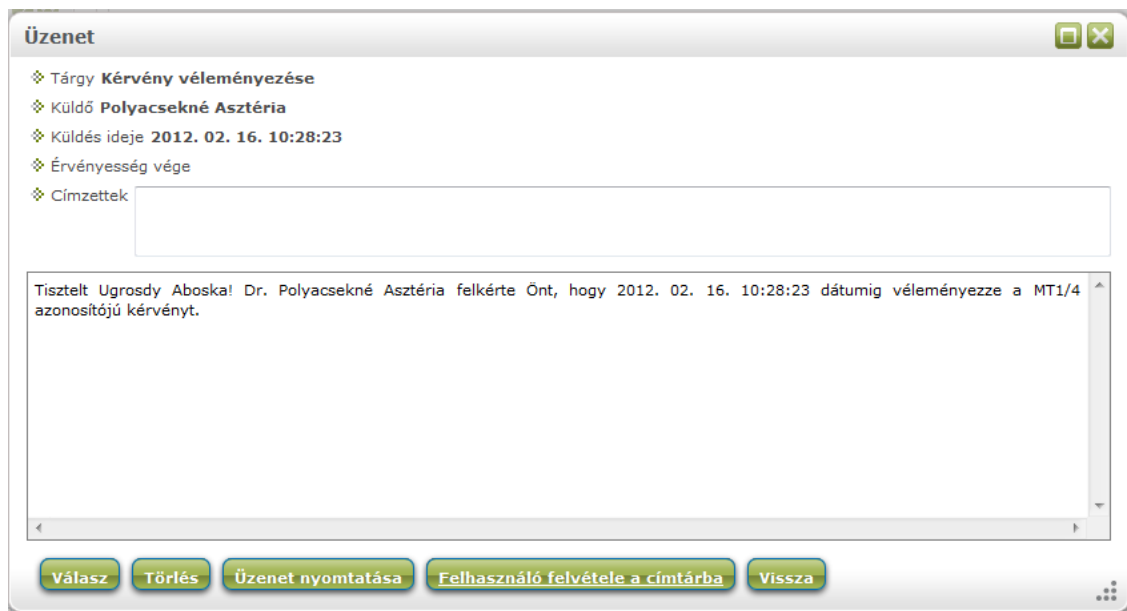 Üzenet
Tárgy Kérvény véleményezése
Küldő Polyacsekné Asztéria
Küldés ideje 2012. 02. 16. 10:28:23
Érvényesség vége
Címzettek
Tisztelt Ugrosdy Aboska! Dr. Polyacsekné Asztéria felkérte Önt, hogy 2012. 02. 16. 10:28:23 dátumig véleményezze a MT1/4
azonosítójú kérvényt.
Válasz Törlés Üzenet nyomtatása Felhasználó felvétele a címtárba Vissza